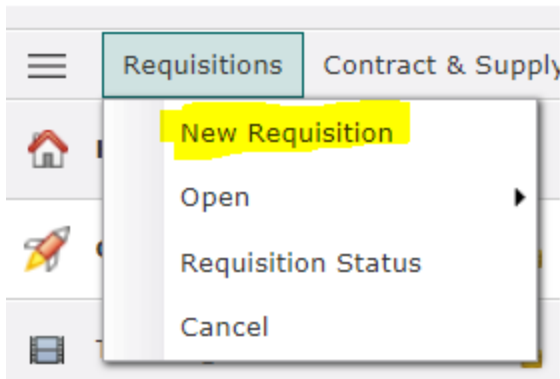 Requisitions Contract & Supply
New Requisition
Open
Requisition Status
Cancel